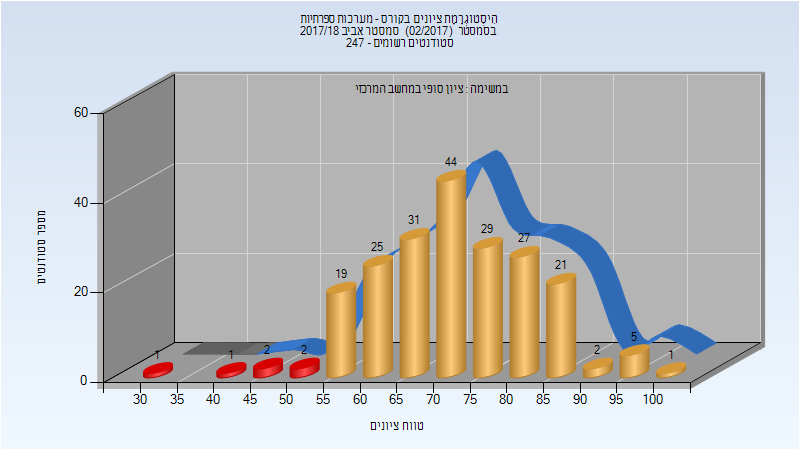 היסטוגרמת ציונים בקורס - מערכות ספרתיות
בסמסטר (02/2017) סמסטר אביב 2017/18
סטודנטים רשומים - 247
במשימה : ציון סופי במחשב המרכזי
מספר סטודנטים
60
40
20
0
1
1
2
2
19
25
31
44
29
27
21
2
5
1
30 35 40 45 50 55 60 65 70 75 80 85 90 95 100
טווח ציונים